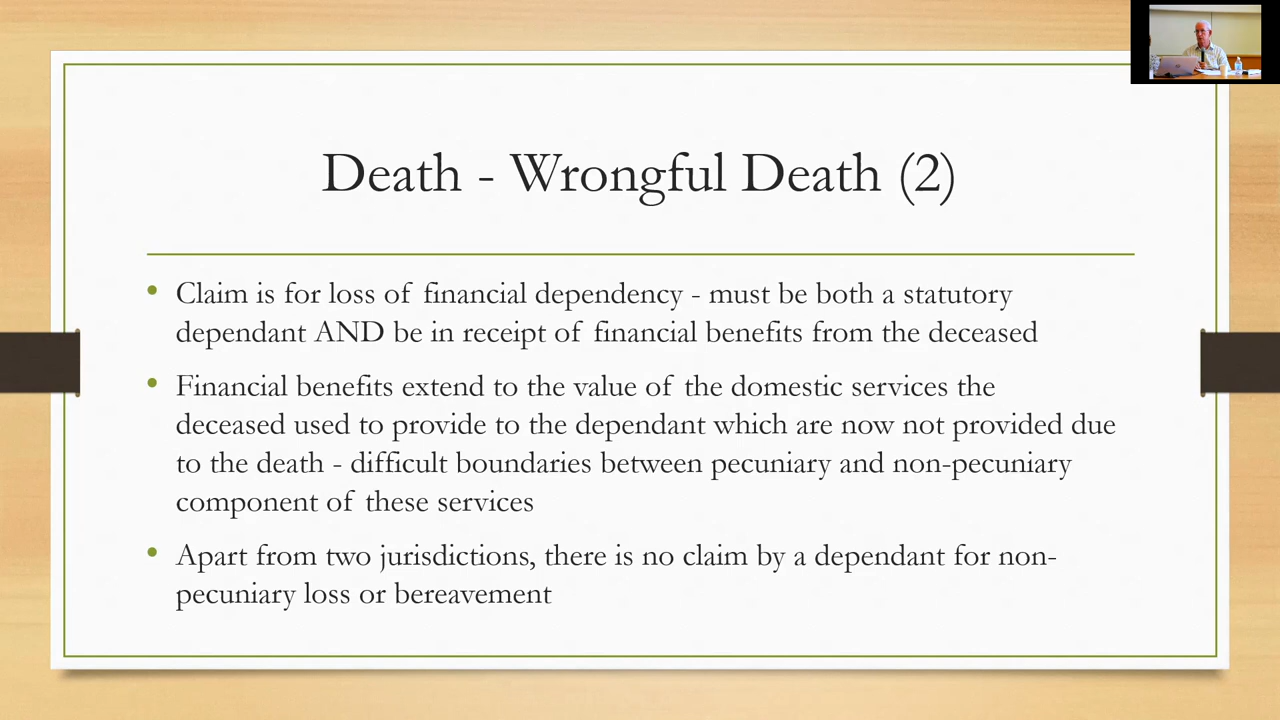 Death - Wrongful Death (2)
• Claim is for loss of financial dependency - must be both a statutory
dependant AND be in receipt of financial benefits from the deceased
• Financial benefits extend to the value of the domestic services the
deceased used to provide to the dependant which are now not provided due
to the death - difficult boundaries between pecuniary and non-pecuniary
component of these services
• Apart from two jurisdictions, there is no claim by a dependant for non-
pecuniary loss or bereavement